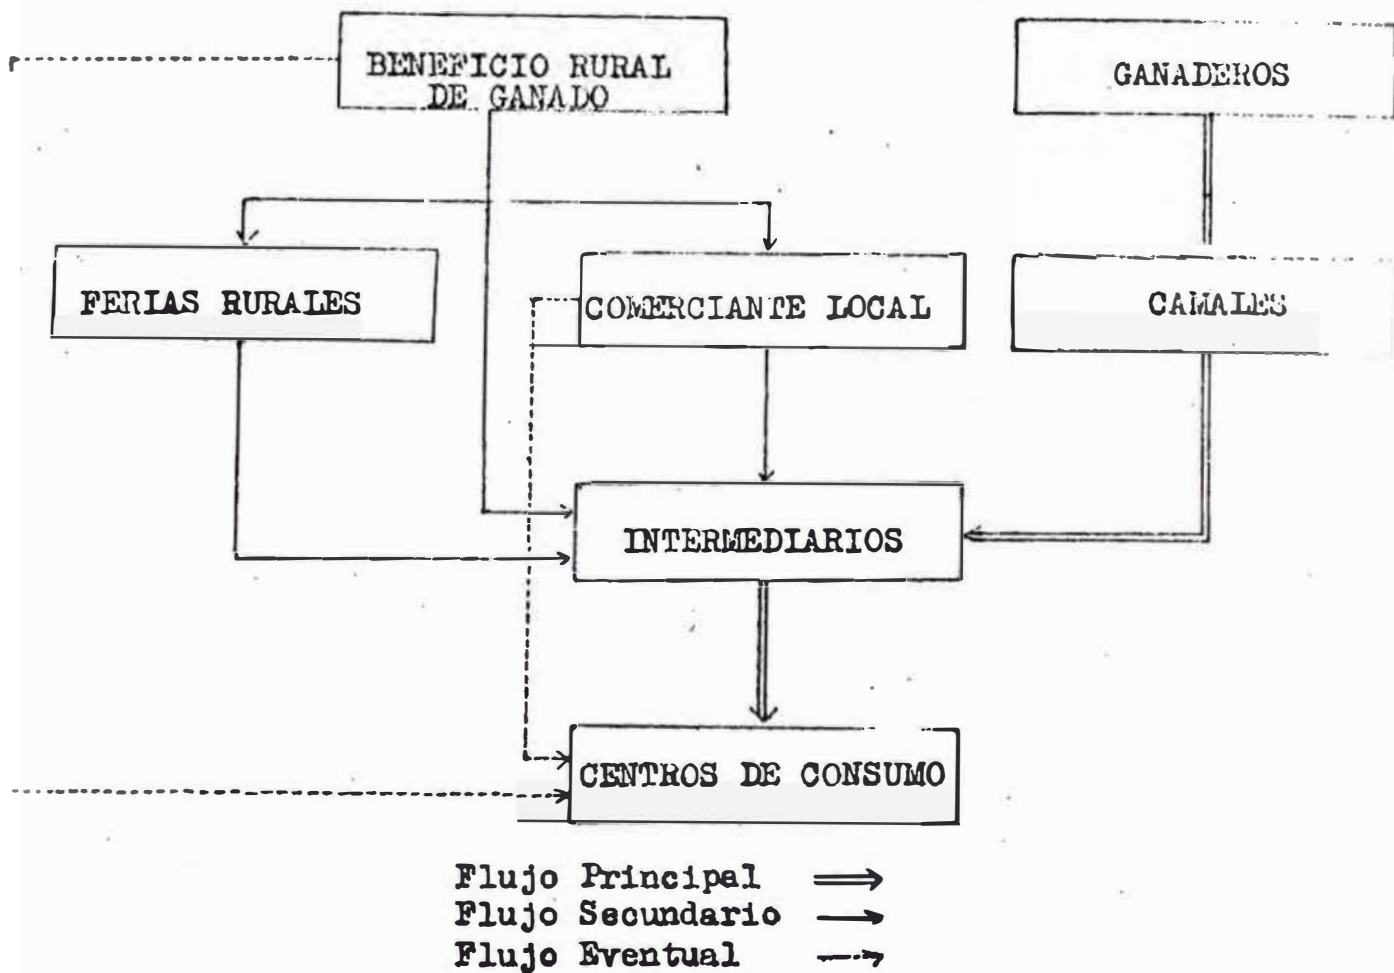 BENEFICIO RURAL
DE GANADO
GANADEROS
FERIAS RURALES
COMERCIANTE LOCAL
CAMALES
INTERMEDIARIOS
CENTROS DE CONSUMO
Flujo Principal
Flujo Secundario
Flujo Eventual